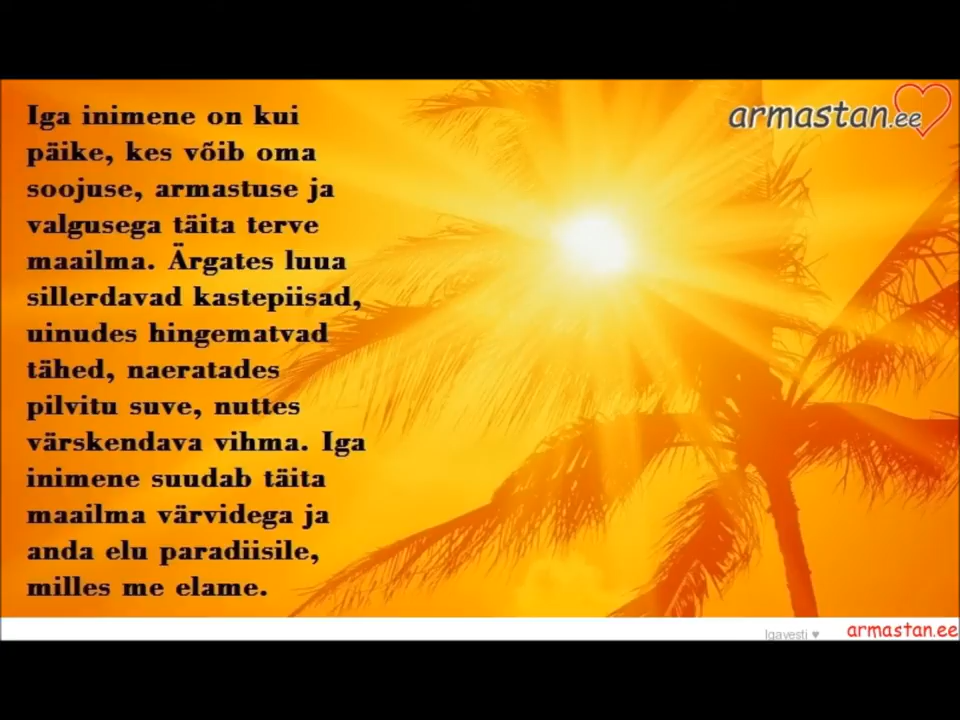 armastan.ee
Iga inimene on kui
päike, kes võib oma
soojuse, armastuse ja
valgusega täita terve
maailma. Ärgates luua
sillerdavad kastepiisad,
uinudes hingematvad
tähed, naeratades
pilvitu suve, nuttes
värskendava vihma. Iga
inimene suudab täita
maailma värvidega ja
anda elu paradiisile,
milles me elame.
Igavesti ♥ armastan.ee